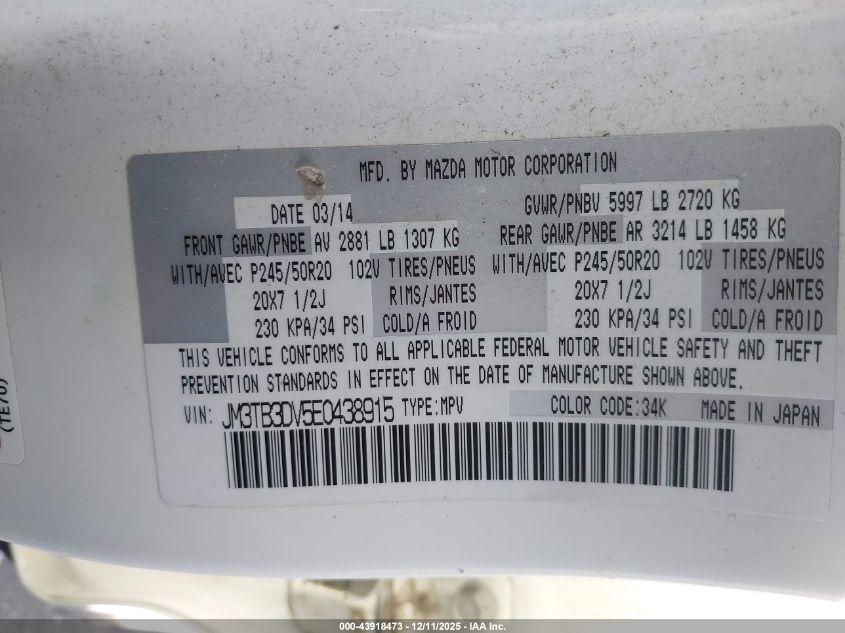 MFD. BY MAZDA MOTOR CORPORATION
DATE 03/14 GVWR/PNBV 5997 LB 2720 KG
FRONT GAWR/PNBE AV 2881 LB 1307 KG REAR GAWR/PNBE AR 3214 LB 1458 KG
WITH/AVEC P245/50R20 102V TIRES/PNEUS WITH/AVEC P245/50R20 102V TIRES/PNEUS
20X7 1/2J RIMS/JANTES 20X7 1/2J RIMS/JANTES
230 KPA/34 PSI COLD/A FROID 230 KPA/34 PSI COLD/A FROID
THIS VEHICLE CONFORMS TO ALL APPLICABLE FEDERAL MOTOR VEHICLE SAFETY AND THEFT
PREVENTION STANDARDS IN EFFECT ON THE DATE OF MANUFACTURE SHOWN ABOVE.
VIN: JM3TB3DV5E0438915 TYPE:MPV COLOR CODE:34K MADE IN JAPAN
(TE70)
000-43918473 - 12/11/2025 - IAA Inc.